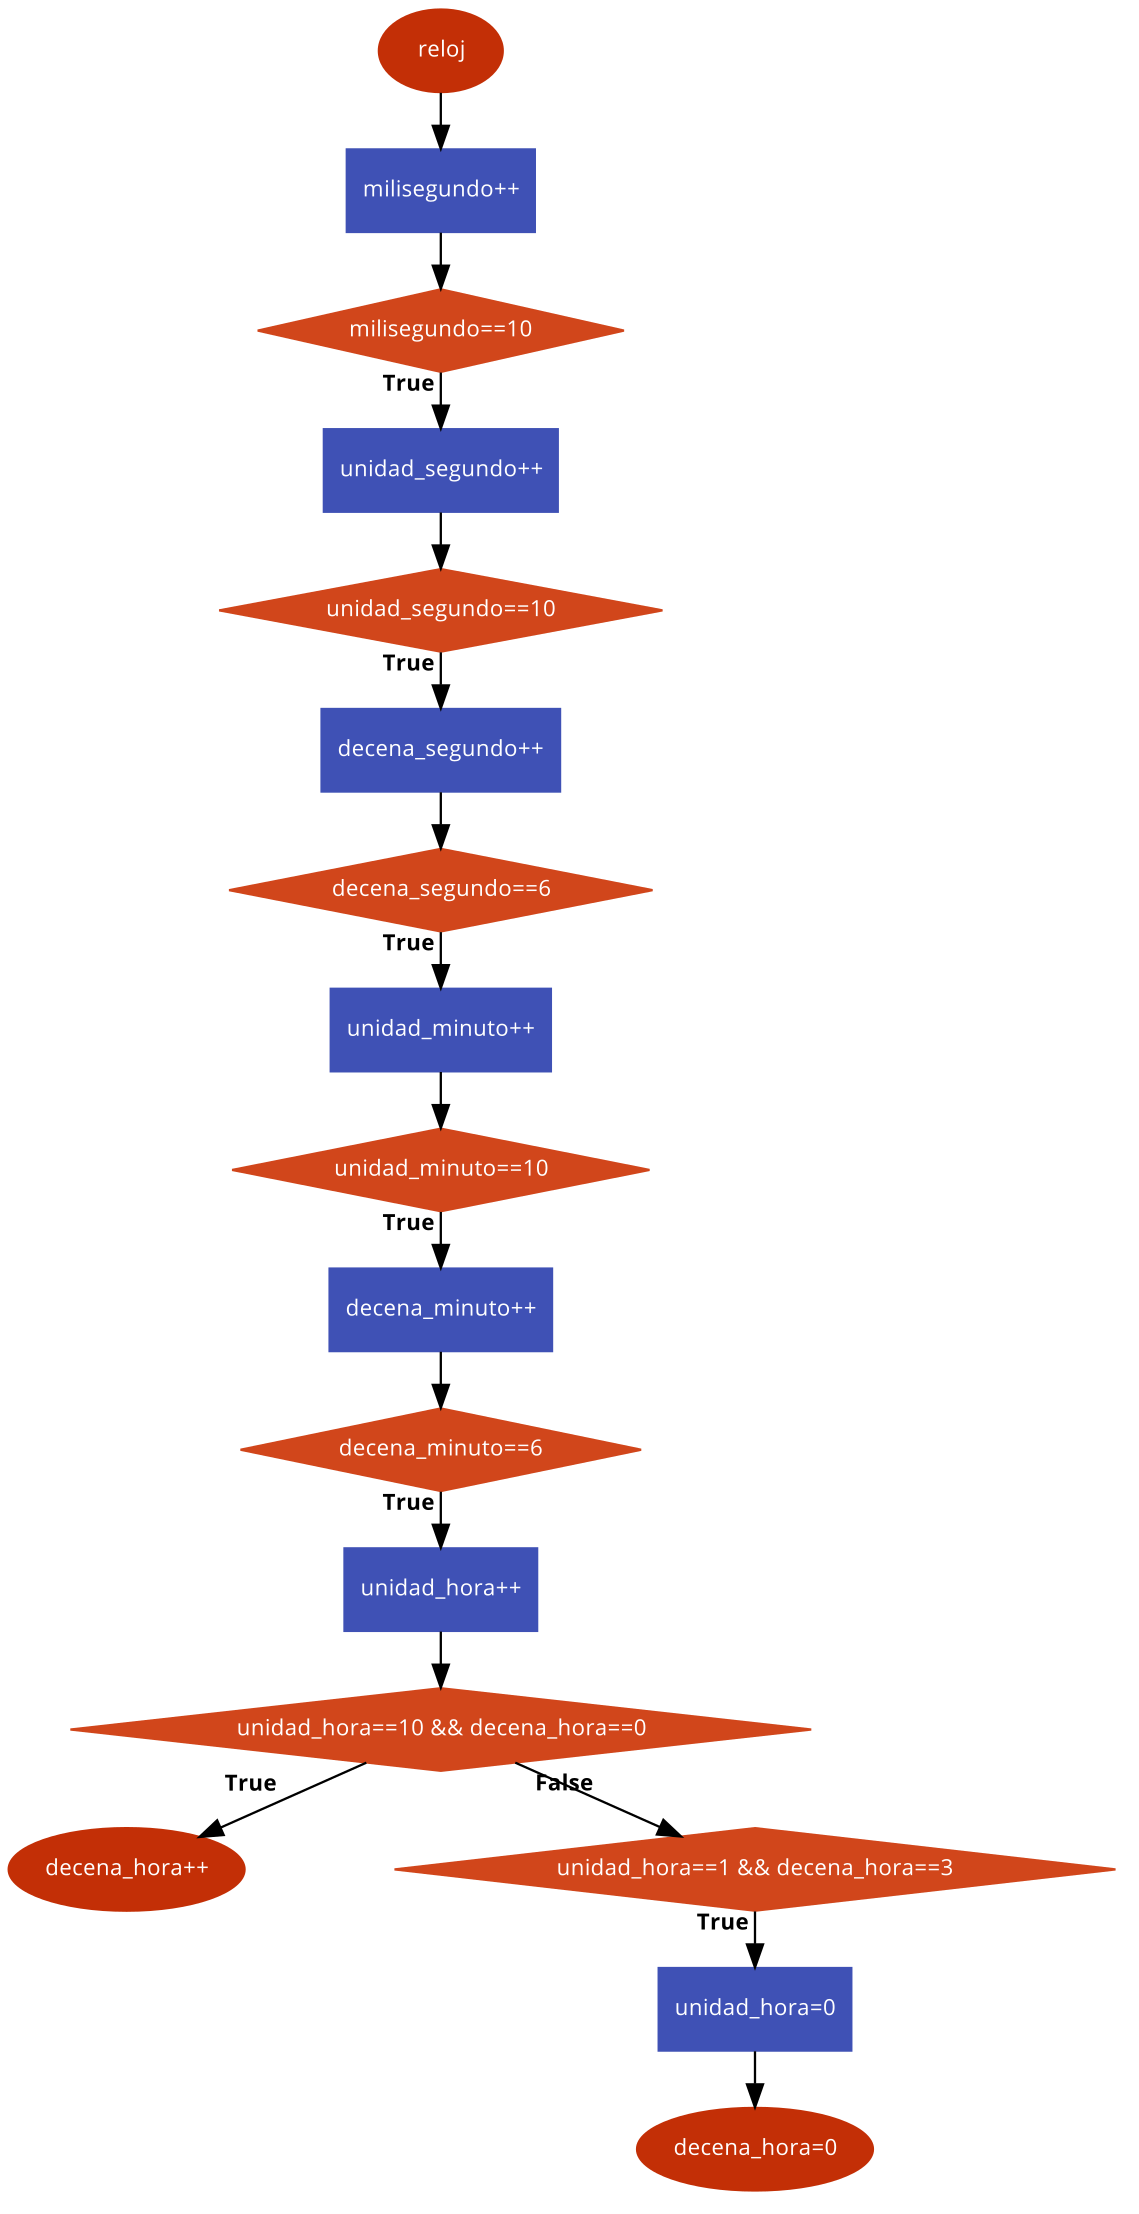 reloj
milisegundo++
milisegundo==10
True
unidad_segundo++
unidad_segundo==10
True
decena_segundo++
decena_segundo==6
True
unidad_minuto++
unidad_minuto==10
True
decena_minuto++
decena_minuto==6
True
unidad_hora++
unidad_hora==10 && decena_hora==0
True
False
decena_hora++
unidad_hora==1 && decena_hora==3
True
unidad_hora=0
decena_hora=0